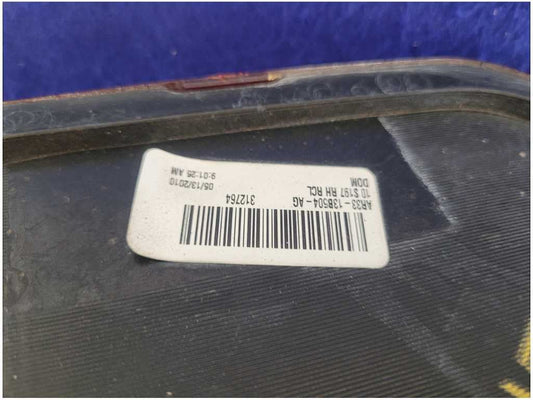 AR33-13B504-AG
10 S197 RH RCL
DOM
312764
05/13/2010
9:01:25 AM